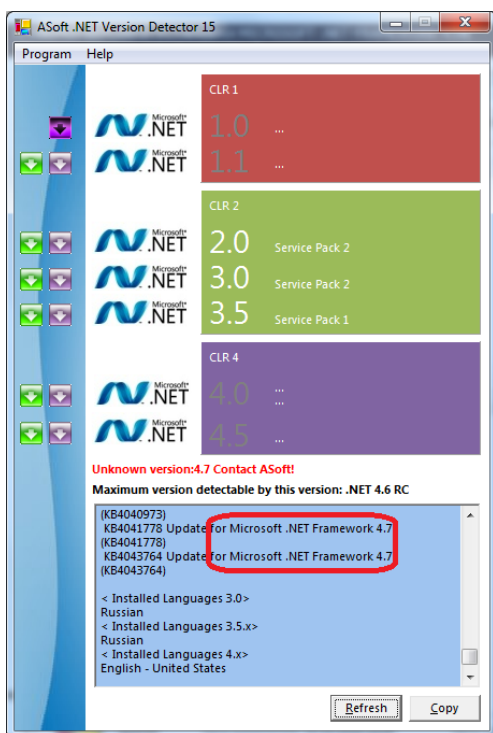 ASoft .NET Version Detector 15
Program Help
CLR 1
Microsoft .NET 1.0 ...
Microsoft .NET 1.1 ...
CLR 2
Microsoft .NET 2.0 Service Pack 2
Microsoft .NET 3.0 Service Pack 2
Microsoft .NET 3.5 Service Pack 1
CLR 4
Microsoft .NET 4.0 ... ...
Microsoft .NET 4.5 ...
Unknown version:4.7 Contact ASoft!
Maximum version detectable by this version: .NET 4.6 RC
(KB4040973)
KB4041778 Update for Microsoft .NET Framework 4.7
(KB4041778)
KB4043764 Update for Microsoft .NET Framework 4.7
(KB4043764)
< Installed Languages 3.0>
Russian
< Installed Languages 3.5.x>
Russian
< Installed Languages 4.x>
English - United States
Refresh Copy